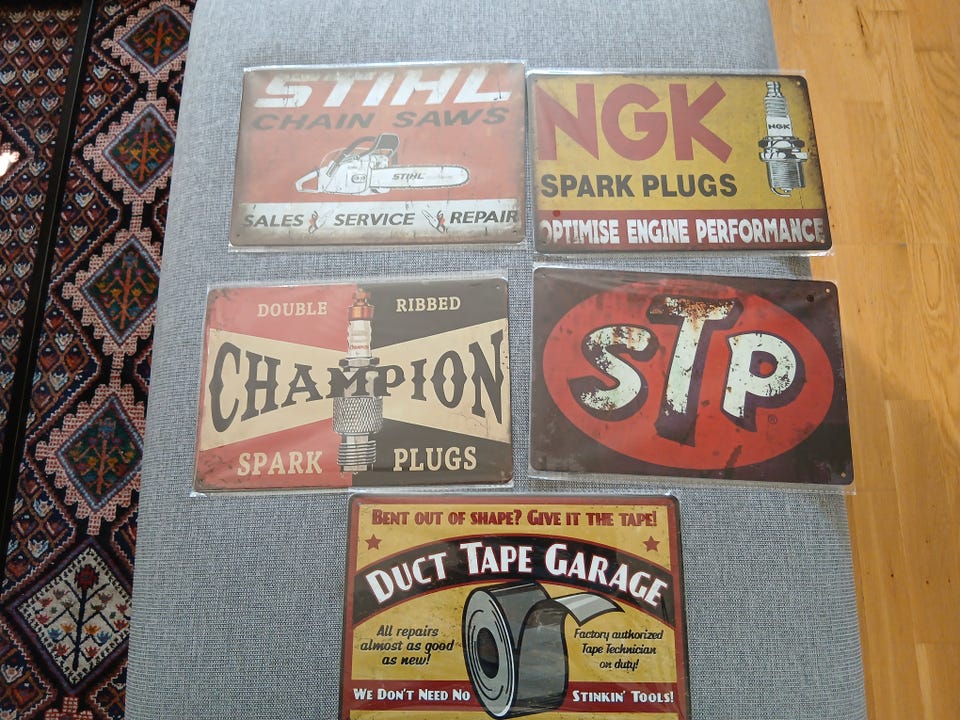 STIHL
CHAIN SAWS
STIHL
SALES SERVICE REPAIR
NGK
NGK
SPARK PLUGS
OPTIMISE ENGINE PERFORMANCE
DOUBLE RIBBED
CHAMPION
SPARK PLUGS
STP
®
BENT OUT OF SHAPE? GIVE IT THE TAPE!
DUCT TAPE GARAGE
All repairs
almost as good
as new!
Factory authorized
Tape Technician
on duty!
WE DON'T NEED NO STINKIN' TOOLS!